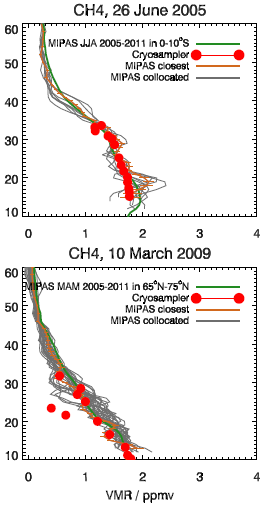 CH4, 26 June 2005
60
MIPAS JJA 2005-2011 in 0-10°S
Cryosampler
50
MIPAS closest
MIPAS collocated
40
30
20
10
CH4, 10 March 2009
60
MIPAS MAM 2005-2011 in 65°N-75°N
Cryosampler
50
MIPAS closest
MIPAS collocated
40
30
20
10
0 1 2 3 4
VMR / ppmv